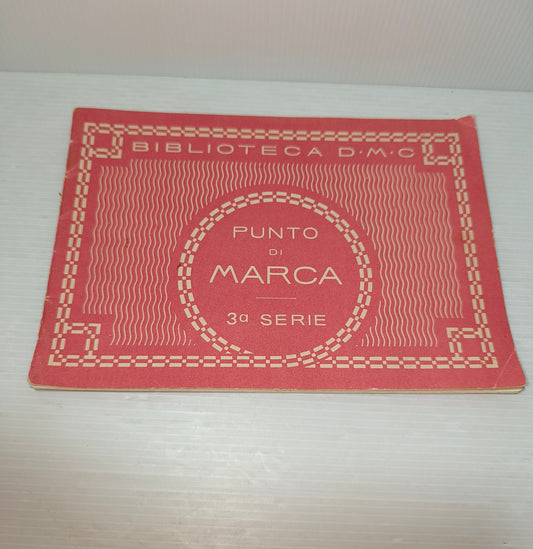 BIBLIOTECA D·M·C
PUNTO
DI
MARCA
3a SERIE